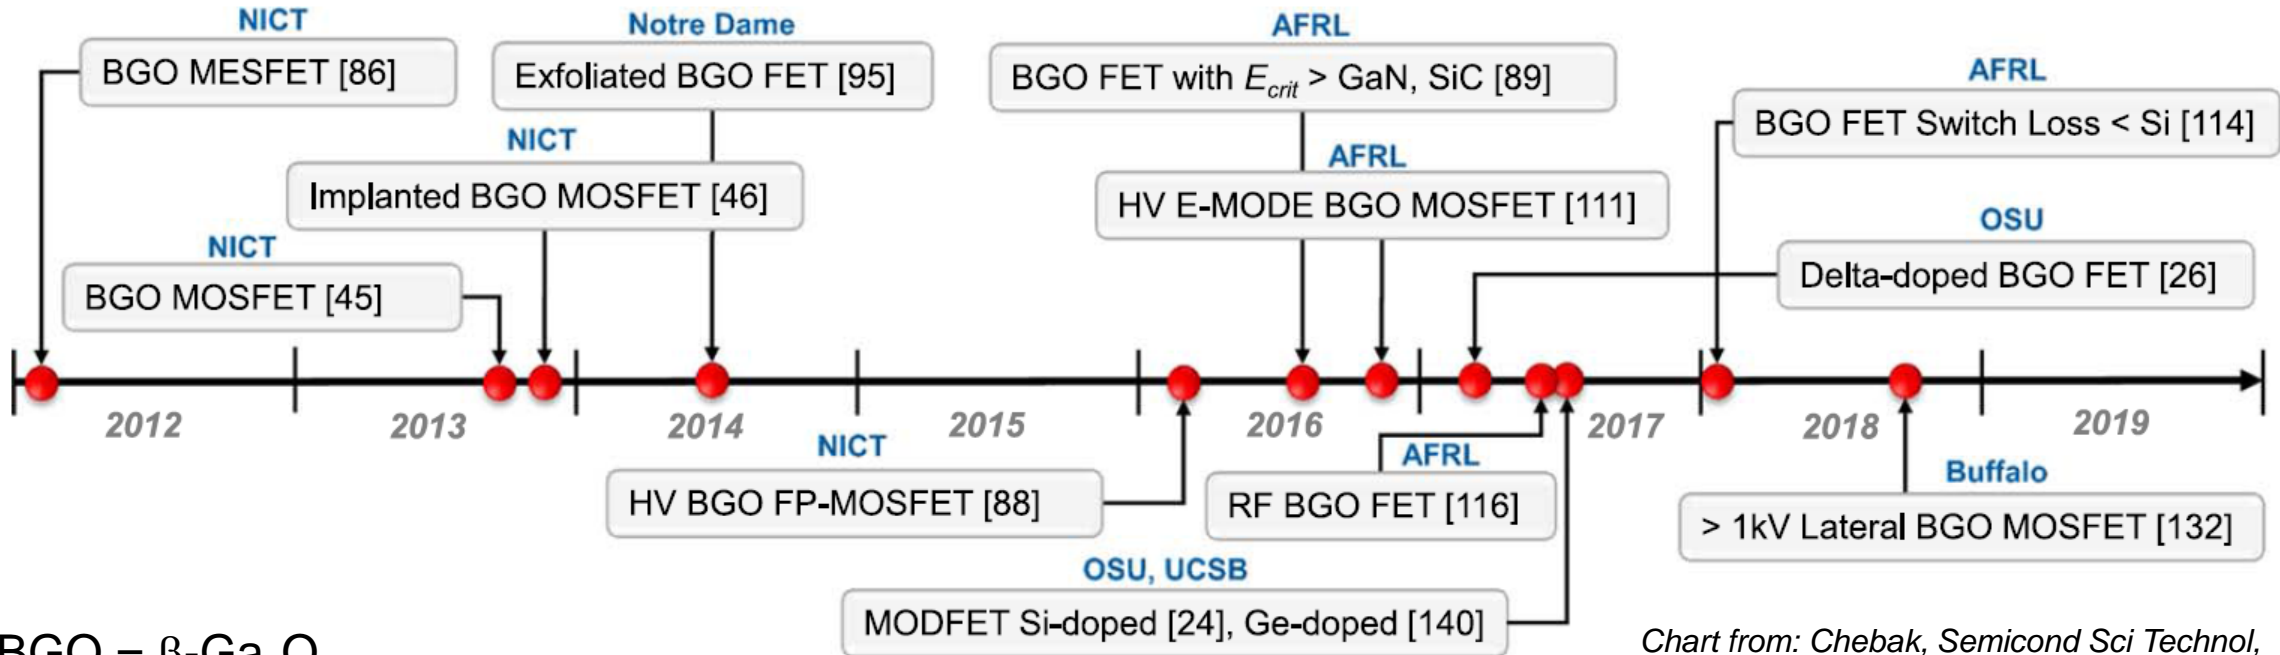 NICT
BGO MESFET [86]
Notre Dame
Exfoliated BGO FET [95]
AFRL
BGO FET with Ecrit > GaN, SiC [89]
AFRL
BGO FET Switch Loss < Si [114]
NICT
Implanted BGO MOSFET [46]
AFRL
HV E-MODE BGO MOSFET [111]
NICT
BGO MOSFET [45]
OSU
Delta-doped BGO FET [26]
2012
2013
2014
2015
2016
2017
2018
2019
NICT
HV BGO FP-MOSFET [88]
AFRL
RF BGO FET [116]
Buffalo
> 1kV Lateral BGO MOSFET [132]
OSU, UCSB
MODFET Si-doped [24], Ge-doped [140]
BGO = β-Ga O
Chart from: Chebak, Semicond Sci Technol,